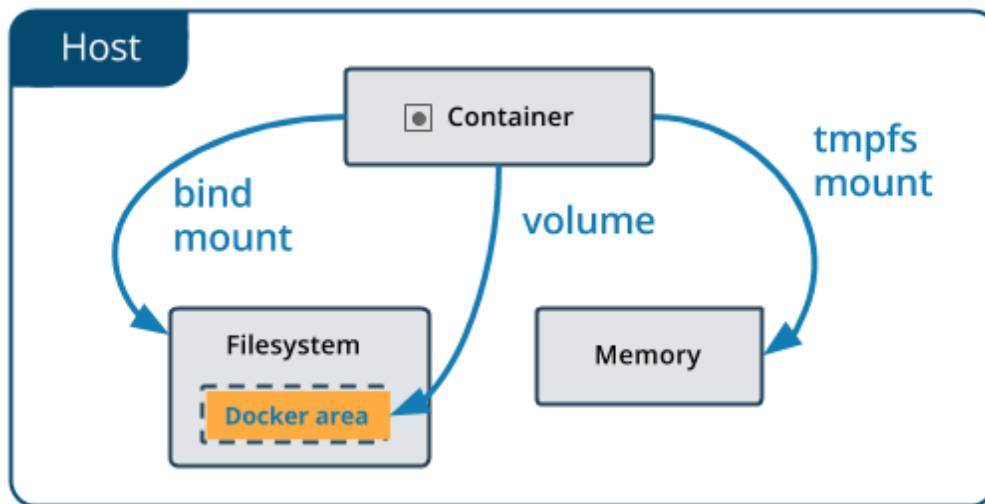 Host
Container
bind
mount
volume
tmpfs
mount
Filesystem
Docker area
Memory